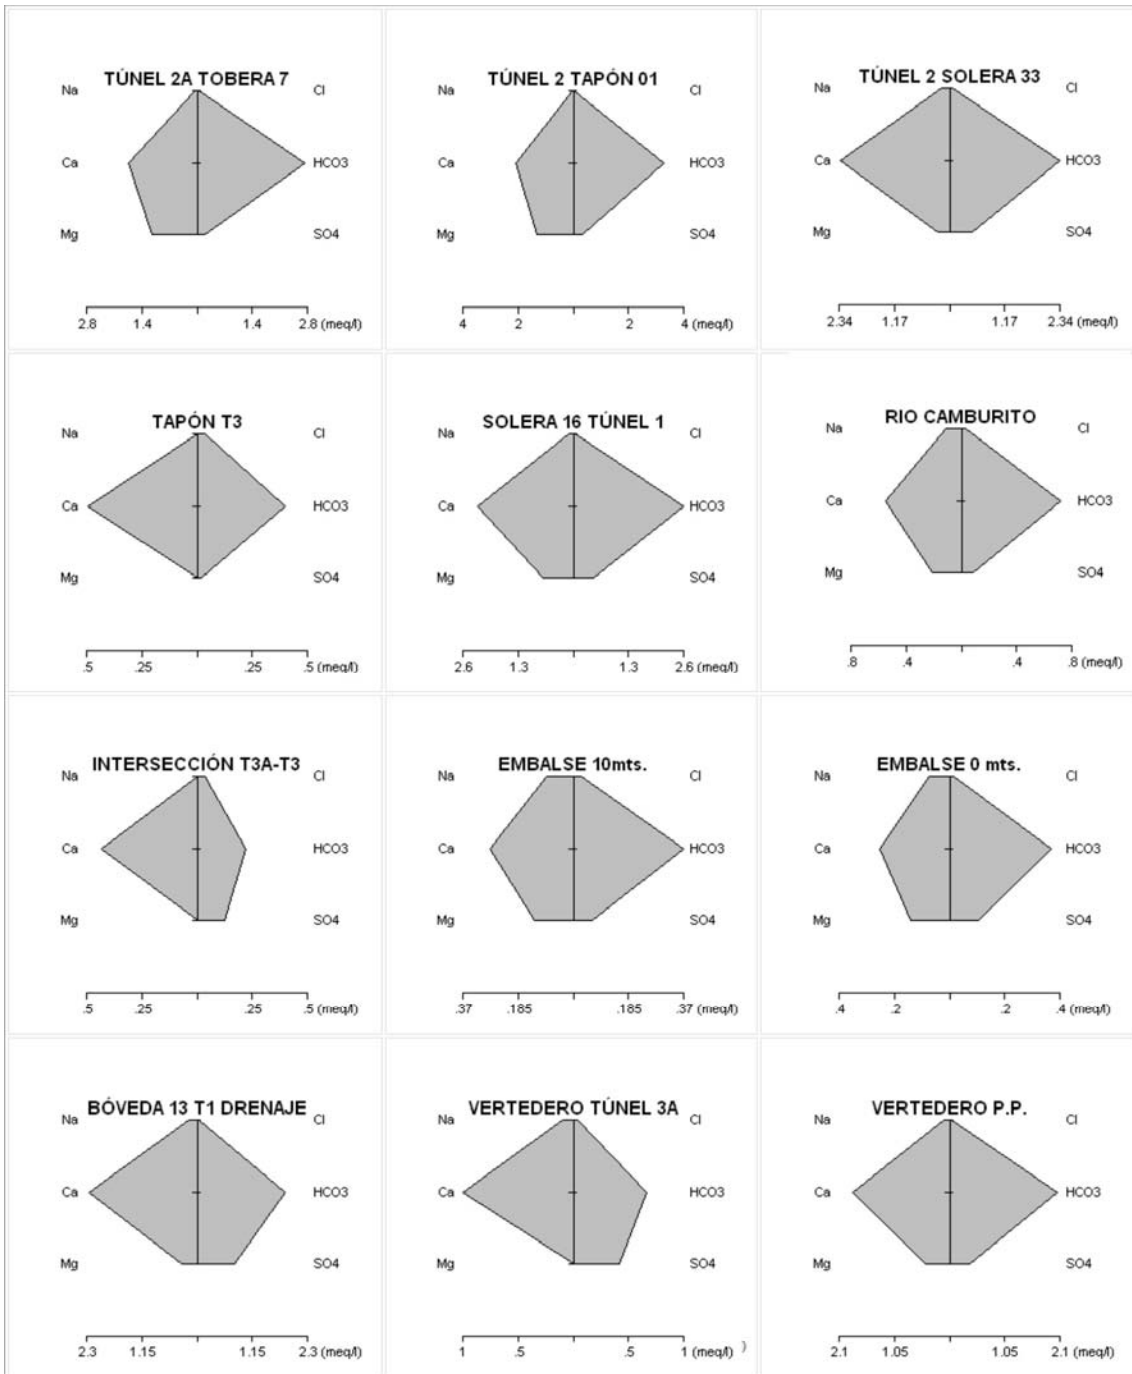 TÚNEL 2A TOBERA 7
Na Cl
Ca HCO3
Mg SO4
2.8 1.4 1.4 2.8 (meq/l)
TÚNEL 2 TAPÓN 01
Na Cl
Ca HCO3
Mg SO4
4 2 2 4 (meq/l)
TÚNEL 2 SOLERA 33
Na Cl
Ca HCO3
Mg SO4
2.34 1.17 1.17 2.34 (meq/l)
TAPÓN T3
Na Cl
Ca HCO3
Mg SO4
.5 .25 .25 .5 (meq/l)
SOLERA 16 TÚNEL 1
Na Cl
Ca HCO3
Mg SO4
2.6 1.3 1.3 2.6 (meq/l)
RIO CAMBURITO
Na Cl
Ca HCO3
Mg SO4
.8 .4 .4 .8 (meq/l)
INTERSECCIÓN T3A-T3
Na Cl
Ca HCO3
Mg SO4
.5 .25 .25 .5 (meq/l)
EMBALSE 10mts.
Na Cl
Ca HCO3
Mg SO4
.37 .185 .185 .37 (meq/l)
EMBALSE 0 mts.
Na Cl
Ca HCO3
Mg SO4
.4 .2 .2 .4 (meq/l)
BÓVEDA 13 T1 DRENAJE
Na Cl
Ca HCO3
Mg SO4
2.3 1.15 1.15 2.3 (meq/l)
VERTEDERO TÚNEL 3A
Na Cl
Ca HCO3
Mg SO4
1 .5 .5 1 (meq/l) )
VERTEDERO P.P.
Na Cl
Ca HCO3
Mg SO4
2.1 1.05 1.05 2.1 (meq/l)